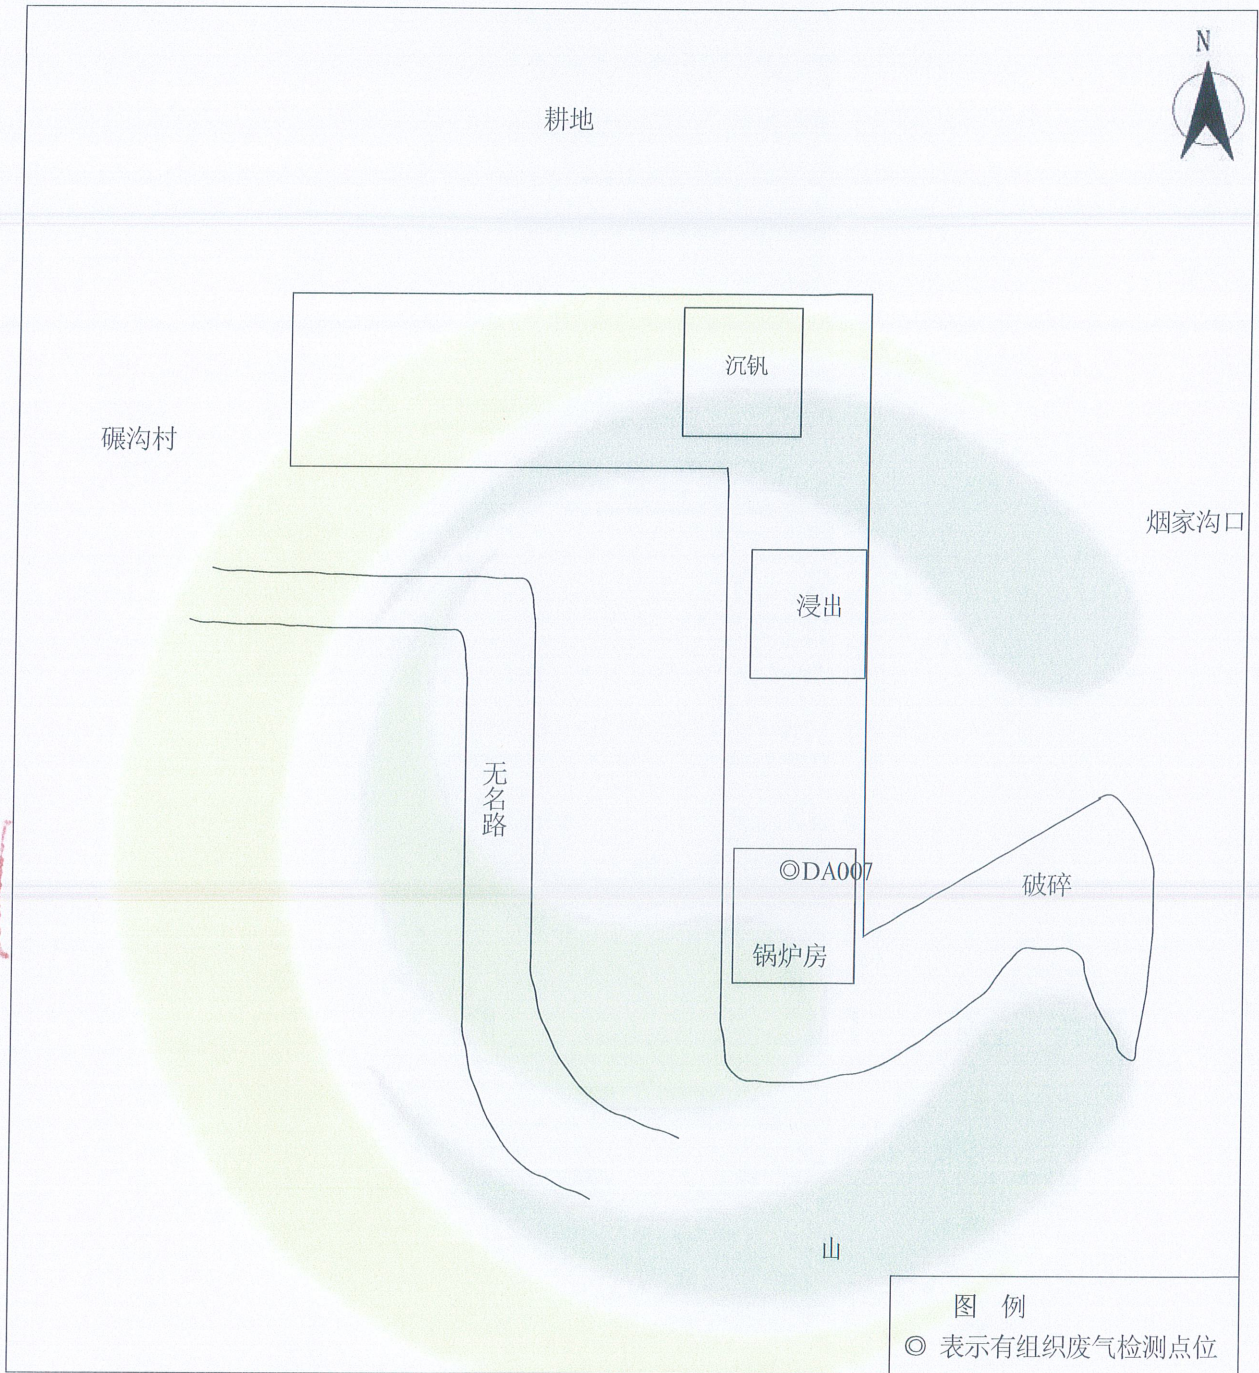 N
耕地
沉钒
碾沟村
烟家沟口
浸出
无名路
◎DA007
破碎
锅炉房
山
图 例
◎ 表示有组织废气检测点位